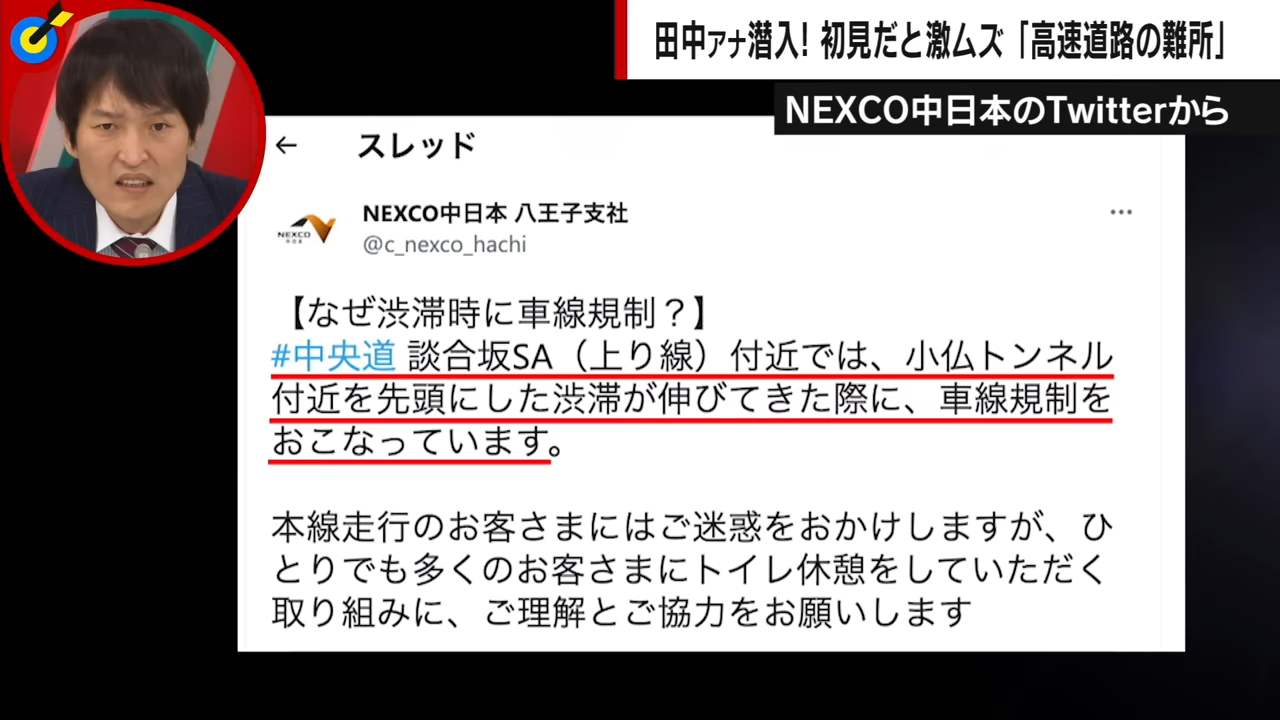 田中アナ潜入! 初見だと激ムズ「高速道路の難所」
NEXCO中日本のTwitterから
← スレッド
NEXCO中日本 八王子支社
@c_nexco_hachi
NEXCO
中日本
【なぜ渋滞時に車線規制？】
#中央道 談合坂SA（上り線）付近では、小仏トンネル
付近を先頭にした渋滞が伸びてきた際に、車線規制を
おこなっています。
本線走行のお客さまにはご迷惑をおかけしますが、ひ
とりでも多くのお客さまにトイレ休憩をしていただく
取り組みに、ご理解とご協力をお願いします